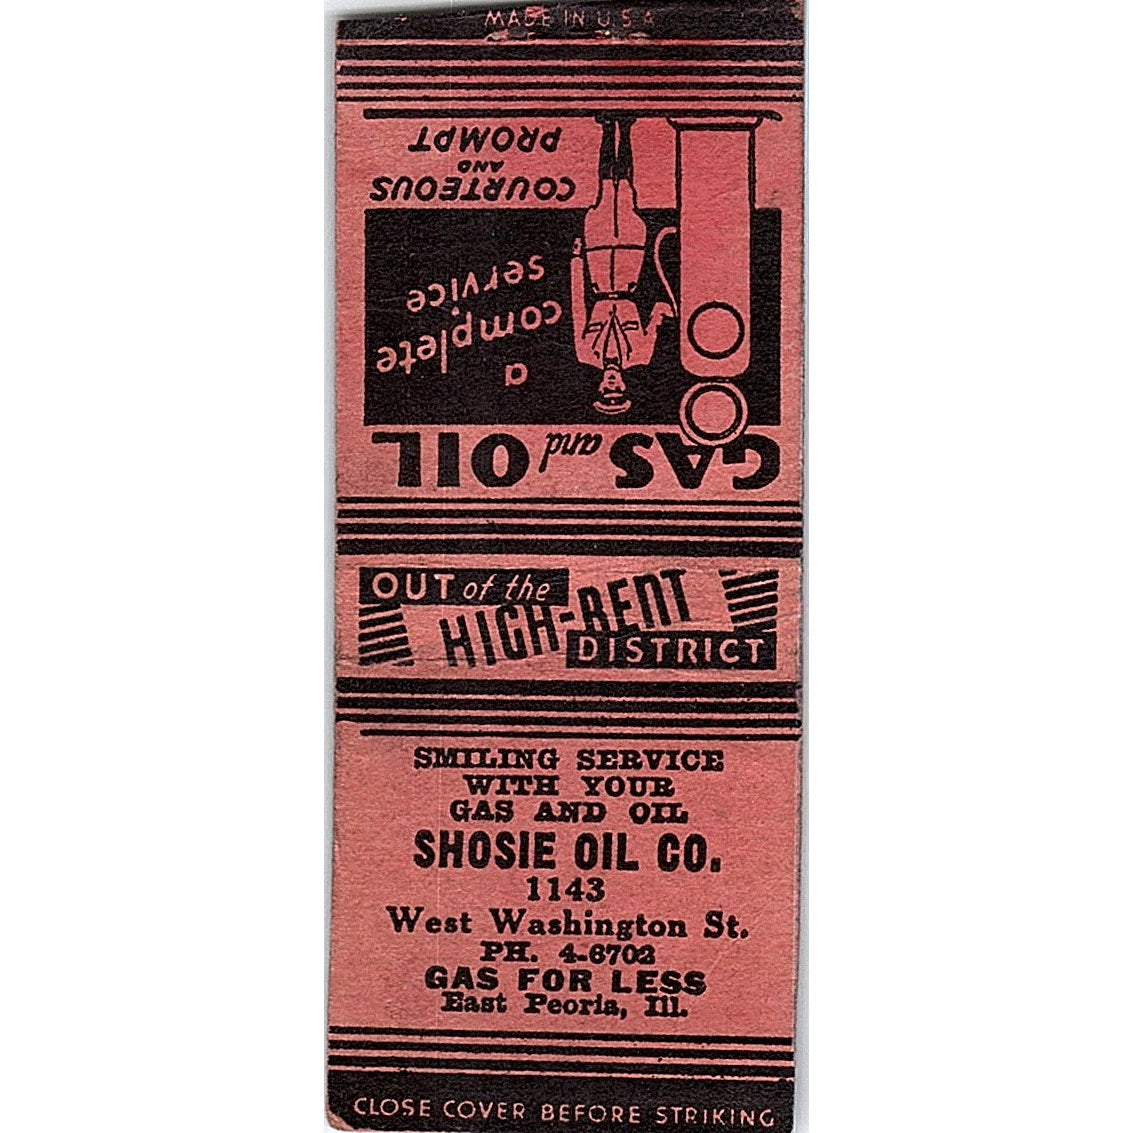 MADE IN U S A
GAS and OIL
a
complete
service
COURTEOUS
AND
PROMPT
OUT of the
HIGH-RENT
DISTRICT
SMILING SERVICE
WITH YOUR
GAS AND OIL
SHOSIE OIL CO.
1143
West Washington St.
PH. 4-6702
GAS FOR LESS
East Peoria, Ill.
CLOSE COVER BEFORE STRIKING